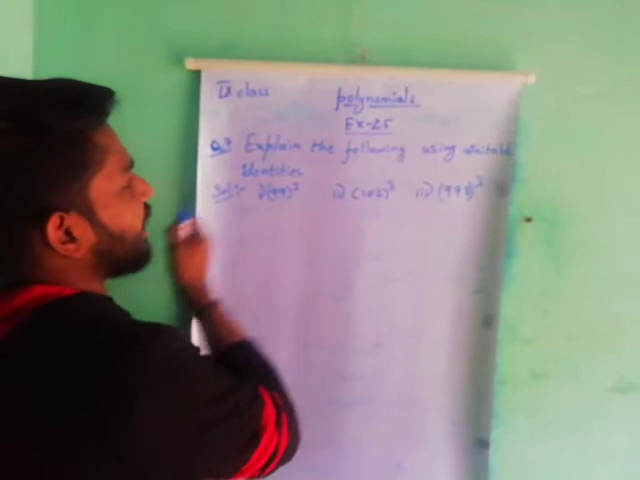 IX class polynomials
Ex-2.5
Q? Explain the following using suitable
Identities
Sol:- i) (99)³ ii) (102)³ iii) (998)³